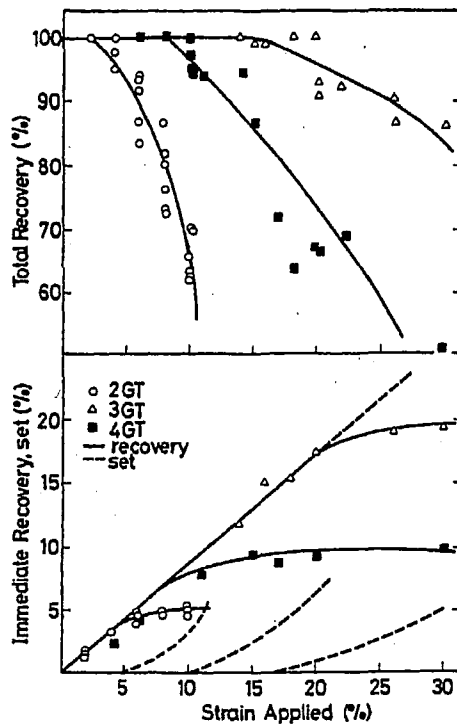 Total Recovery (%)
100
90
80
70
60
Immediate Recovery, set (%)
20
15
10
5
○ 2GT
△ 3GT
■ 4GT
— recovery
--- set
5
10
15
20
25
30
Strain Applied (%)